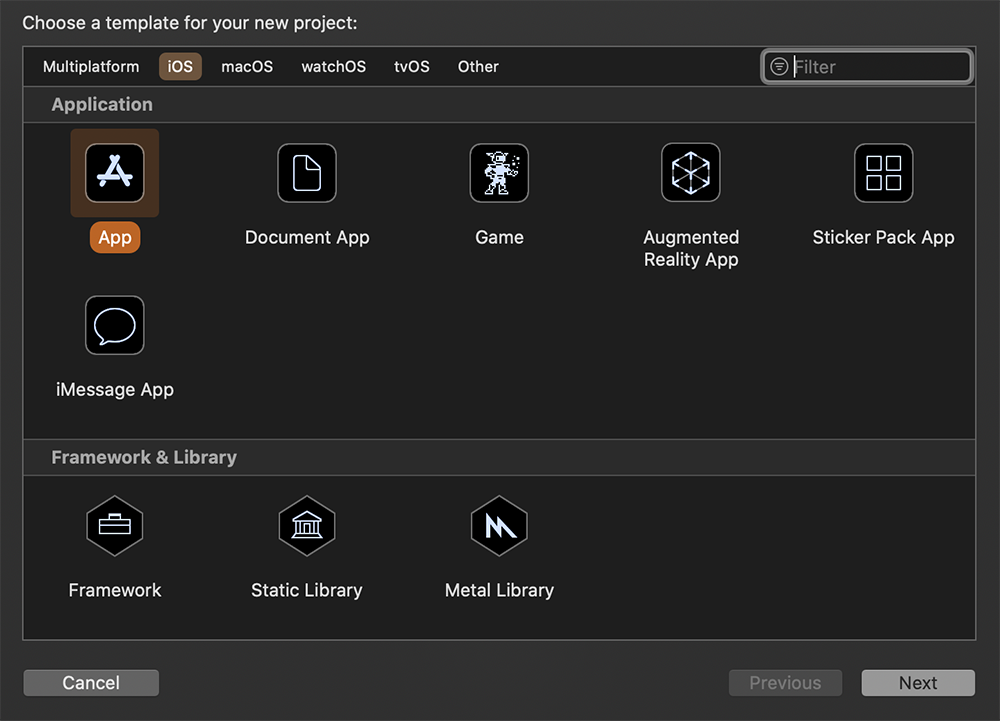 Choose a template for your new project:
Multiplatform iOS macOS watchOS tvOS Other Filter
Application
App Document App Game Augmented Reality App Sticker Pack App
iMessage App
Framework & Library
Framework Static Library Metal Library
Cancel Previous Next